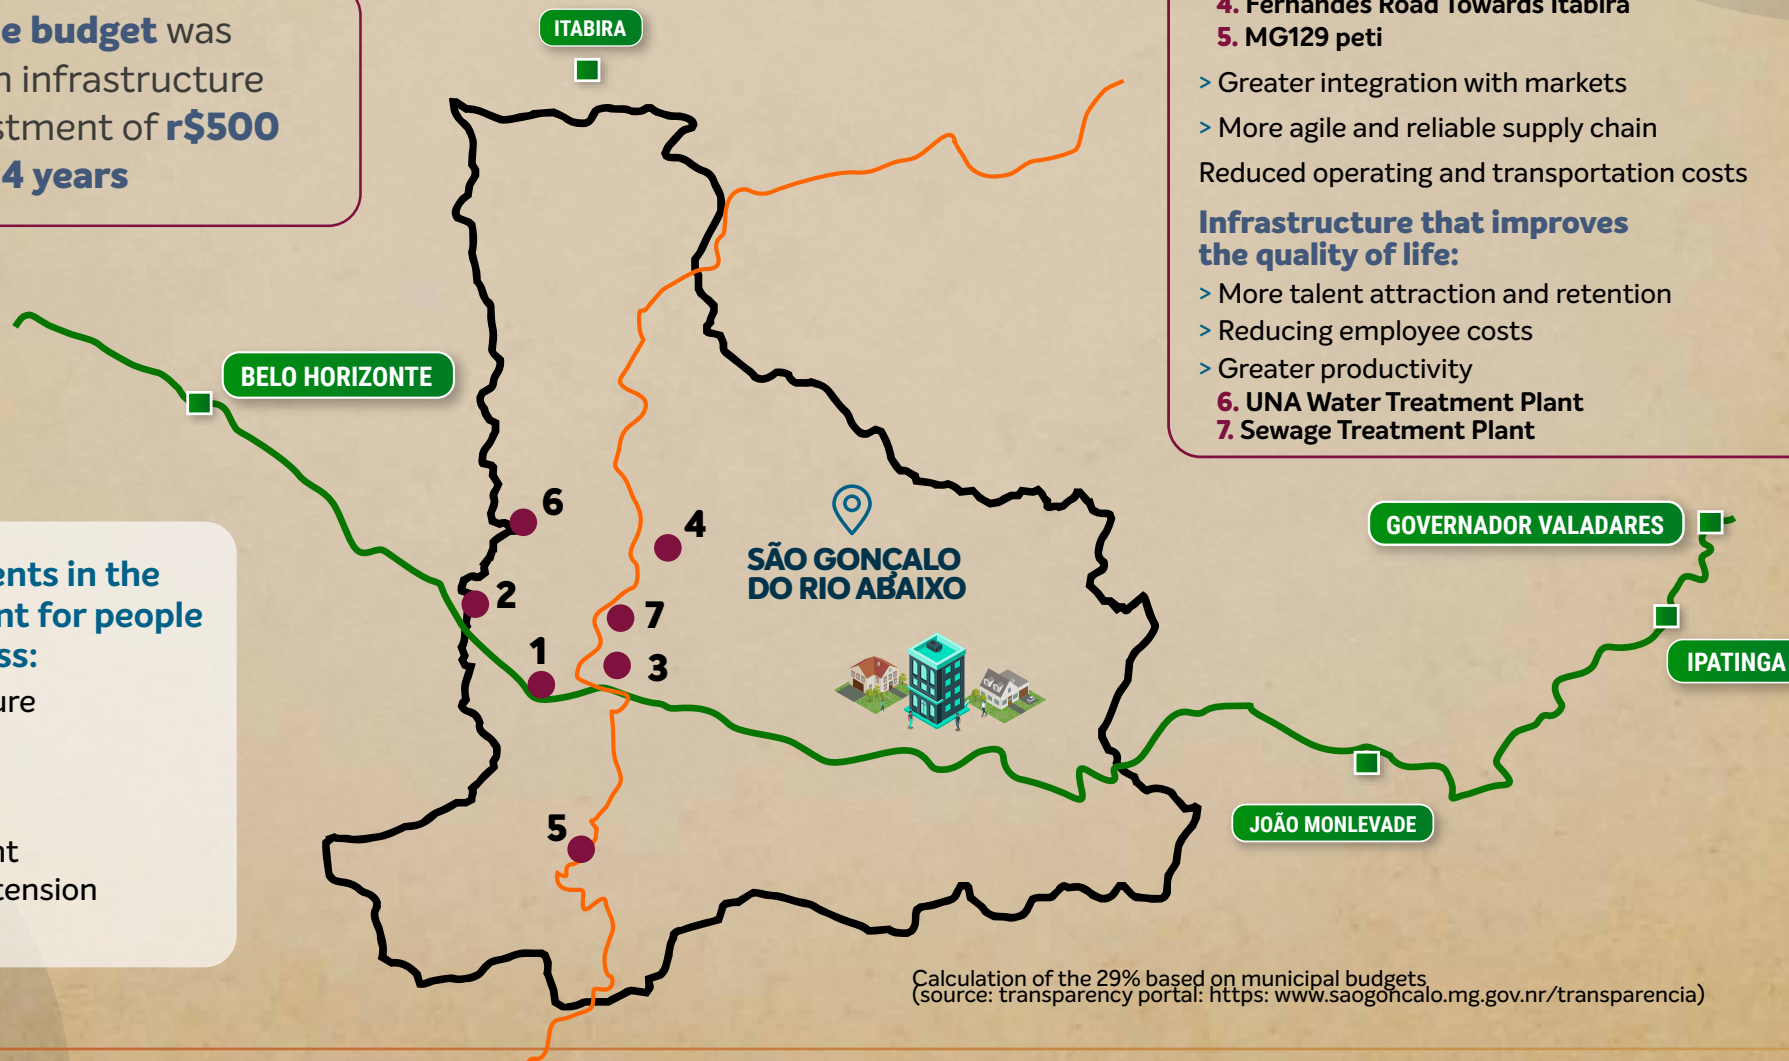 e budget was
n infrastructure
stment of r$500
4 years
ITABIRA
4. Fernandes Road Towards Itabira
5. MG129 peti
> Greater integration with markets
> More agile and reliable supply chain
Reduced operating and transportation costs
Infrastructure that improves
the quality of life:
> More talent attraction and retention
> Reducing employee costs
> Greater productivity
6. UNA Water Treatment Plant
7. Sewage Treatment Plant
BELO HORIZONTE
6
4
2
7
1
3
5
SÃO GONÇALO
DO RIO ABAIXO
GOVERNADOR VALADARES
IPATINGA
JOÃO MONLEVADE
ents in the
nt for people
ss:
ure
nt
tension
Calculation of the 29% based on municipal budgets
(source: transparency portal: https: www.saogoncalo.mg.gov.nr/transparencia)